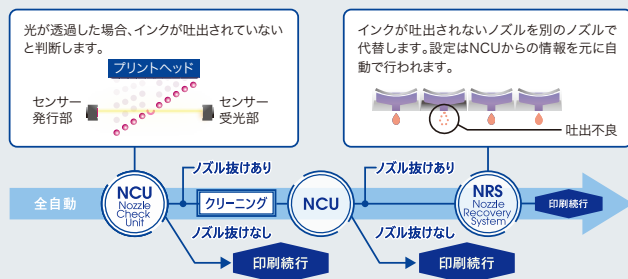 光が透過した場合、インクが吐出されていない
と判断します。
プリントヘッド
センサー
発行部
センサー
受光部
インクが吐出されないノズルを別のノズルで
代替します。設定はNCUからの情報を元に自
動で行われます。
吐出不良
全自動
NCU
Nozzle
Check
Unit
ノズル抜けあり
クリーニング
ノズル抜けなし
印刷続行
NCU
ノズル抜けあり
ノズル抜けなし
印刷続行
NRS
Nozzle
Recovery
System
印刷続行